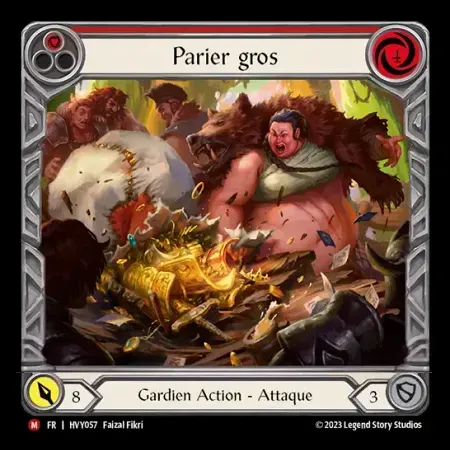 Parier gros
8
Gardien Action - Attaque
3
M FR | HVY057 Faizal Fikri
© 2023 Legend Story Studios